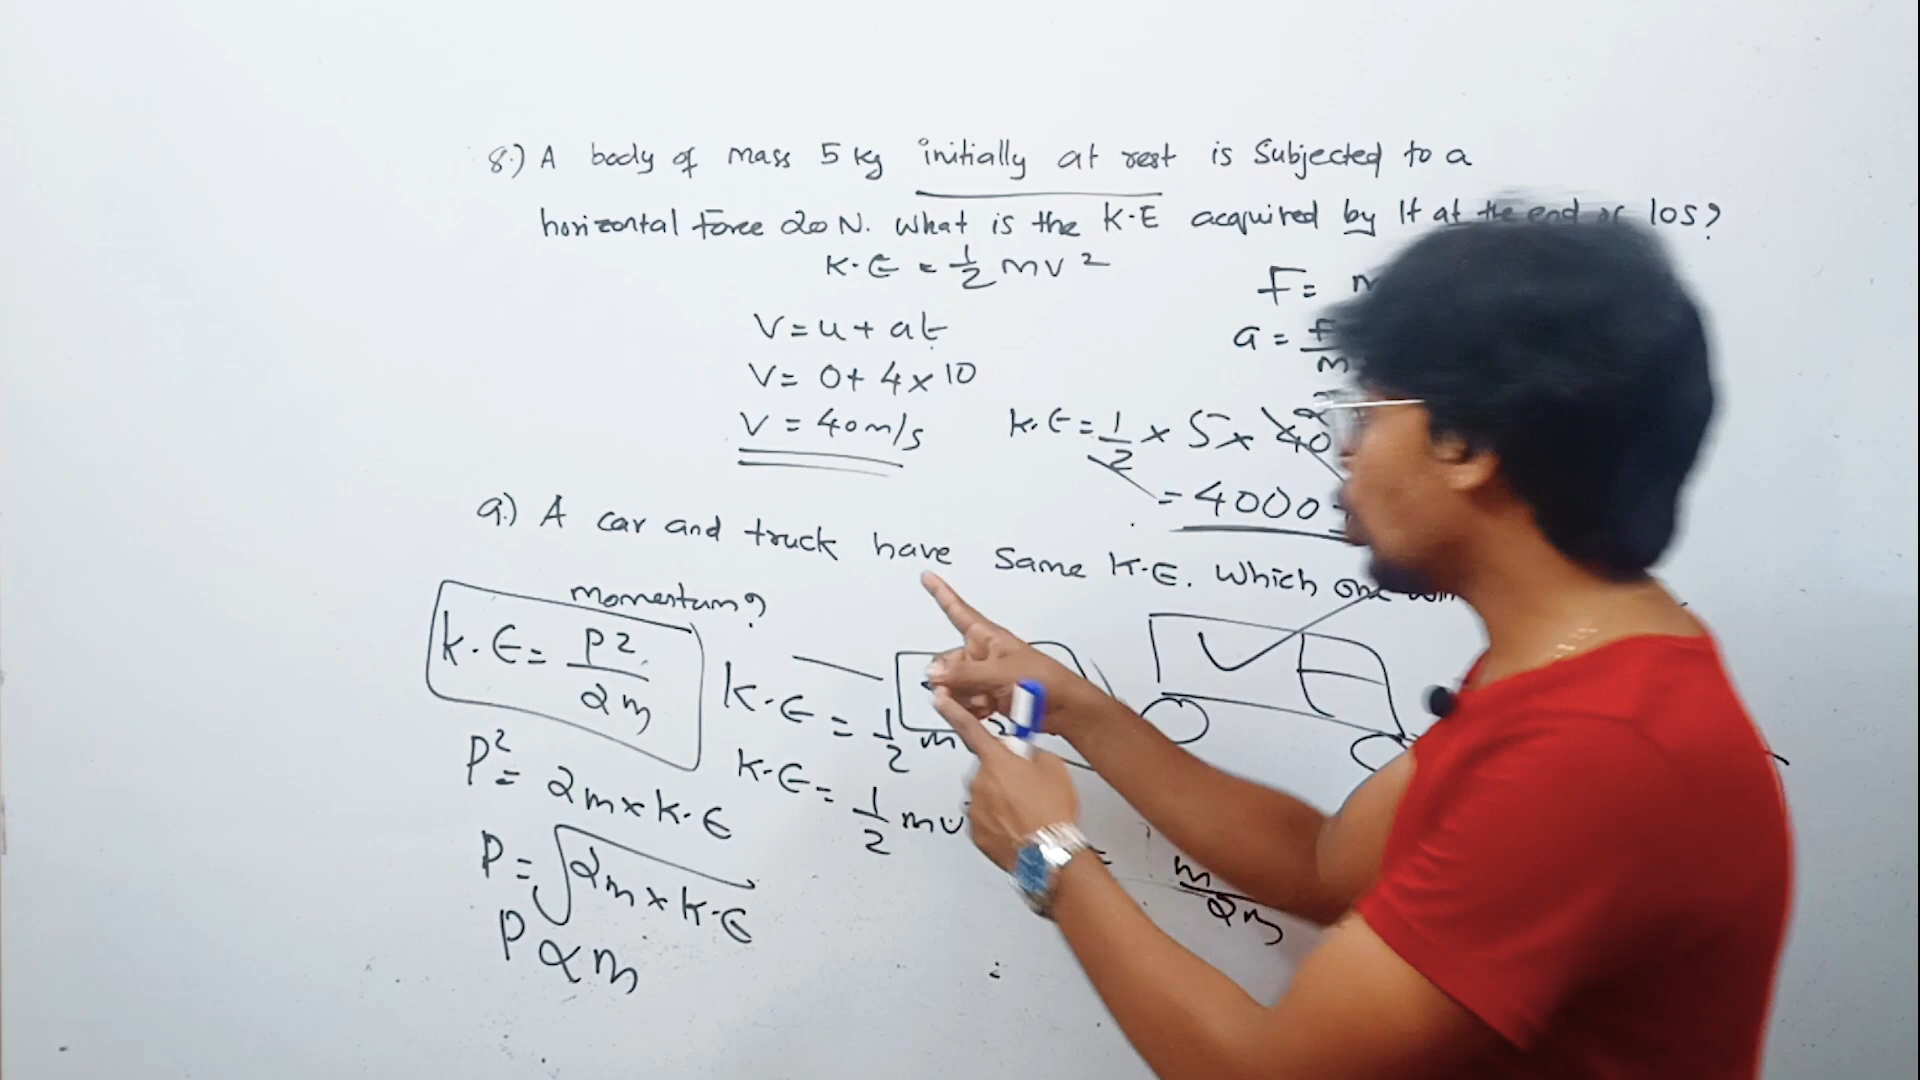 8.) A body of mass 5 kg initially at rest is subjected to a
horizontal Force 20 N. What is the K.E acquired by It at the end of 10s?
K.E = 1/2 mv²
F =
V = u + at
a = F/m
V = 0 + 4 x 10
V = 40 m/s
K.E = 1/2 x 5 x 40
= 4000
9.) A car and truck have same K.E. Which one
momentum?
K.E = P²/2m
K.E = 1/2 m
P² = 2m x K.E
K.E = 1/2 mv
P = √2m x K.E
m/2m
P α m